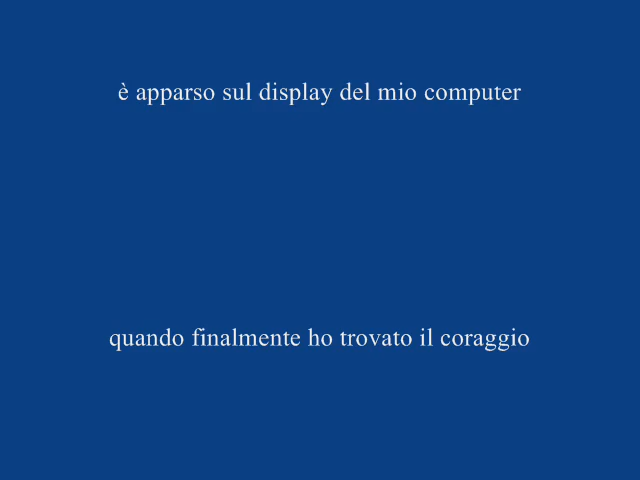 è apparso sul display del mio computer
quando finalmente ho trovato il coraggio